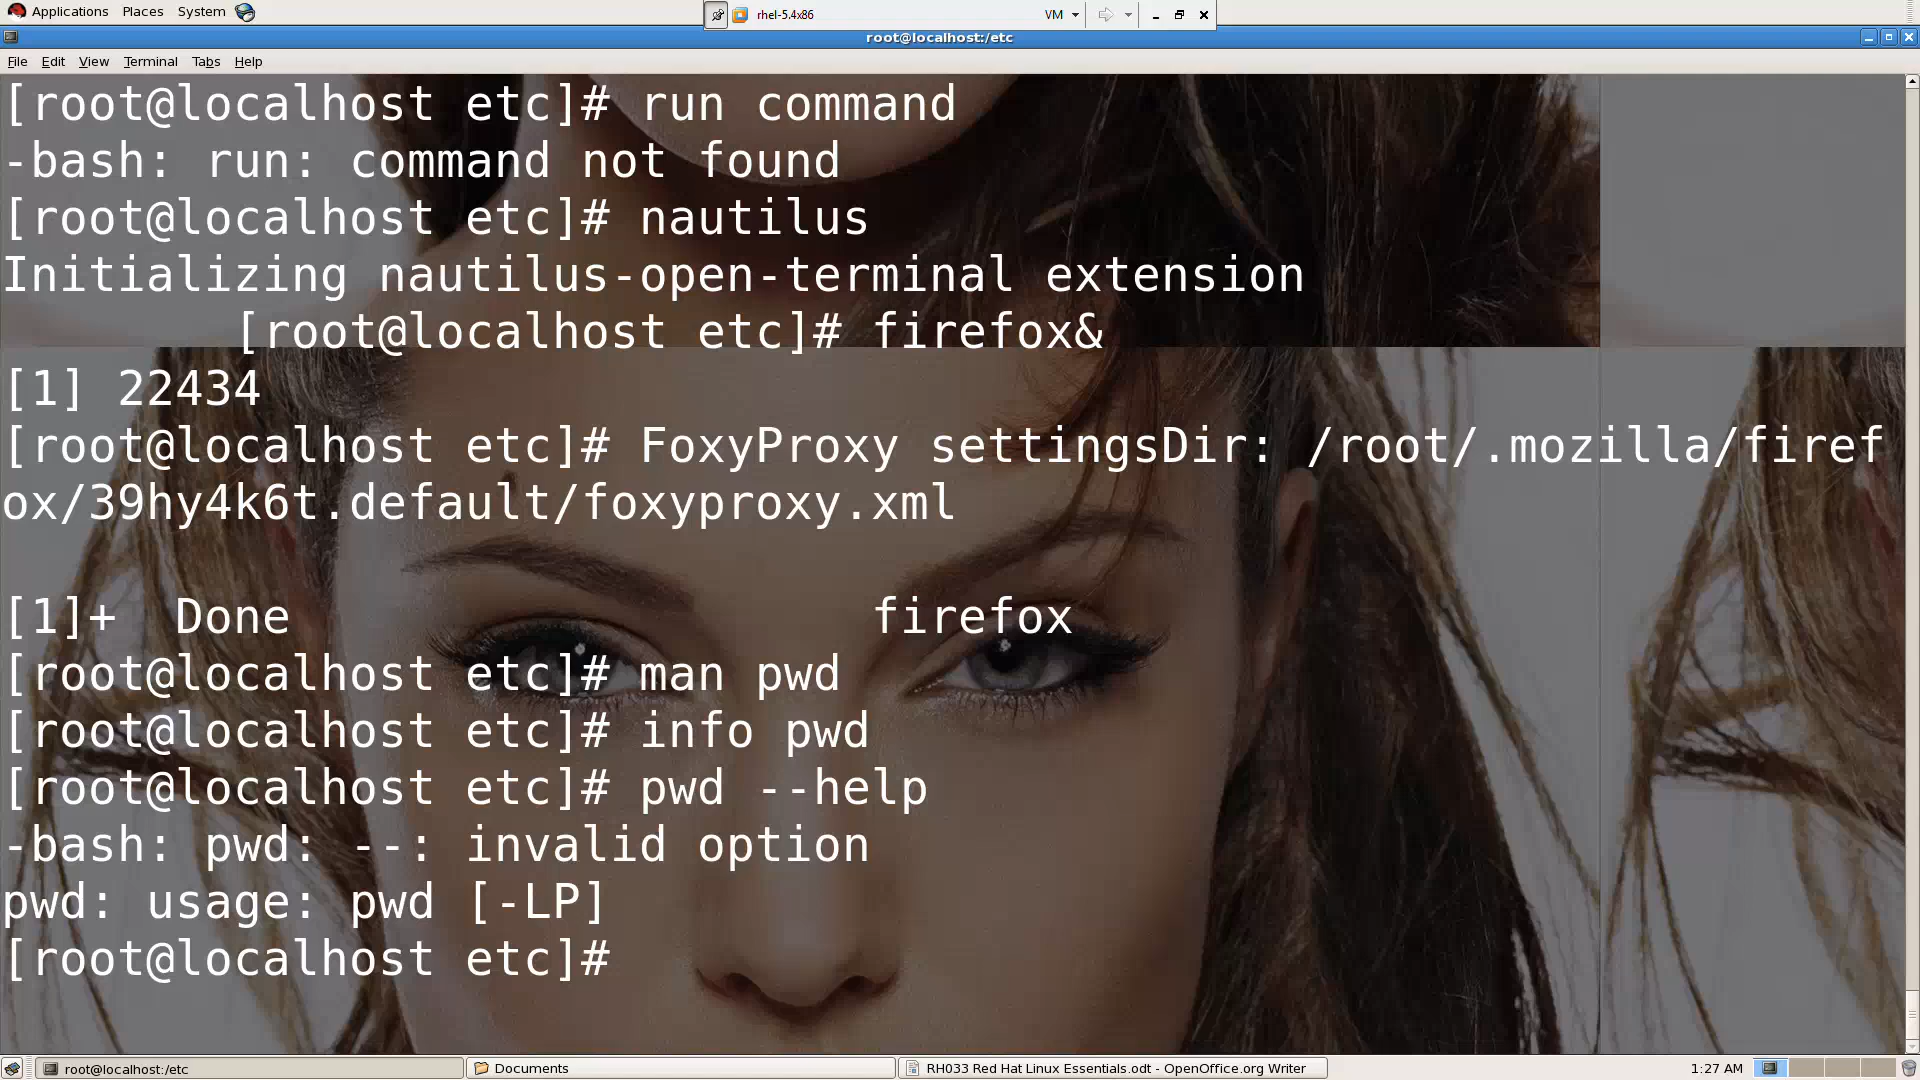 Applications Places System
rhel-5.4x86
VM
root@localhost:/etc
File Edit View Terminal Tabs Help
[root@localhost etc]# run command
-bash: run: command not found
[root@localhost etc]# nautilus
Initializing nautilus-open-terminal extension
[root@localhost etc]# firefox&
[1] 22434
[root@localhost etc]# FoxyProxy settingsDir: /root/.mozilla/firef
ox/39hy4k6t.default/foxyproxy.xml
[1]+ Done firefox
[root@localhost etc]# man pwd
[root@localhost etc]# info pwd
[root@localhost etc]# pwd --help
-bash: pwd: --: invalid option
pwd: usage: pwd [-LP]
[root@localhost etc]#
root@localhost:/etc
Documents
RH033 Red Hat Linux Essentials.odt - OpenOffice.org Writer
1:27 AM